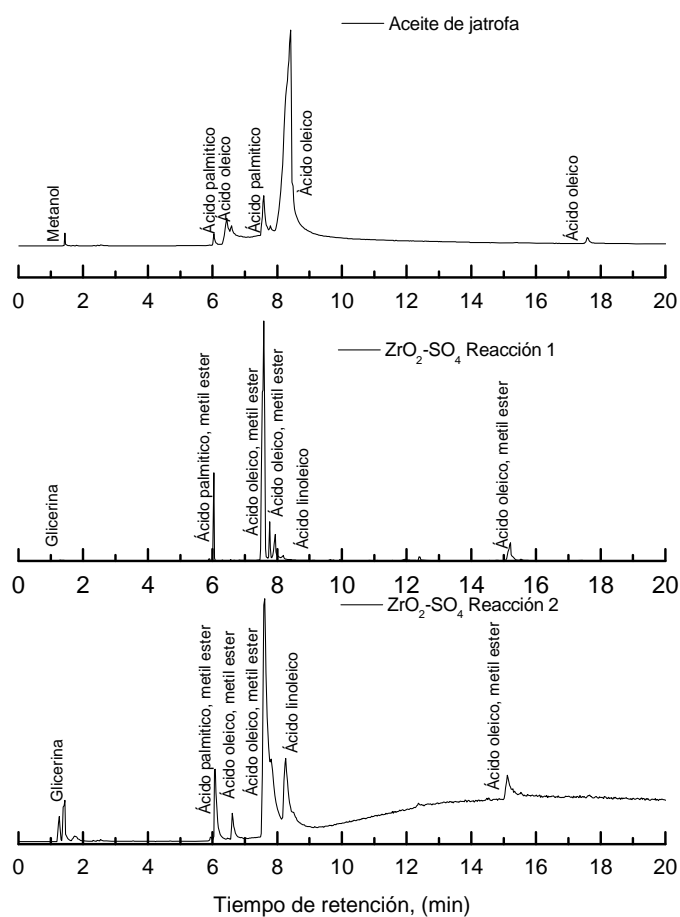 Aceite de jatrofa
Metanol
Ácido palmitico
Ácido oleico
Ácido palmitico
Ácido oleico
Ácido oleico
0 2 4 6 8 10 12 14 16 18 20
ZrO2-SO4 Reacción 1
Glicerina
Ácido palmítico, metil ester
Ácido oleico, metil ester
Ácido oleico, metil ester
Ácido linoleico
Ácido oleico, metil ester
0 2 4 6 8 10 12 14 16 18 20
ZrO2-SO4 Reacción 2
Glicerina
Ácido palmítico, metil ester
Ácido oleico, metil ester
Ácido oleico, metil ester
Ácido linoleico
Ácido oleico, metil ester
0 2 4 6 8 10 12 14 16 18 20
Tiempo de retención, (min)